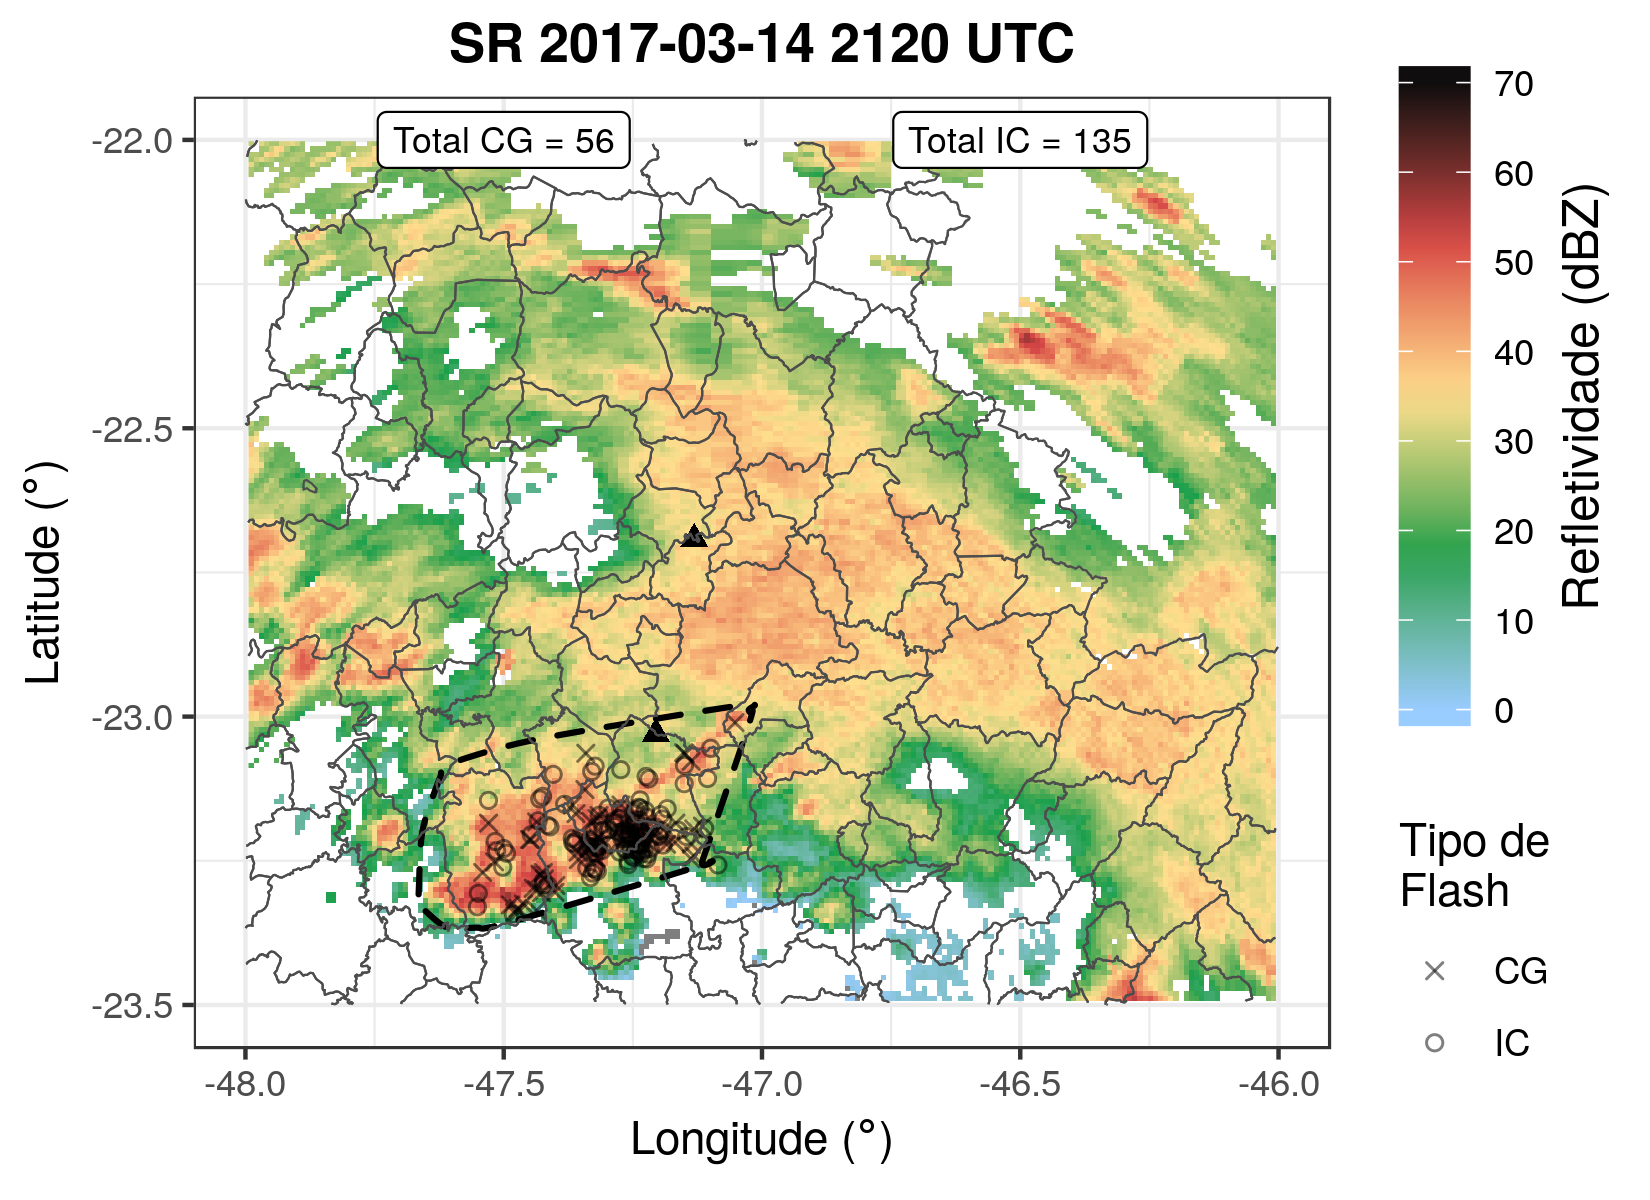 SR 2017-03-14 2120 UTC
Total CG = 56
Total IC = 135
-22.0
-22.5
-23.0
-23.5
Latitude (°)
-48.0
-47.5
-47.0
-46.5
-46.0
Longitude (°)
70
60
50
40
30
20
10
0
Refletividade (dBZ)
Tipo de
Flash
CG
IC